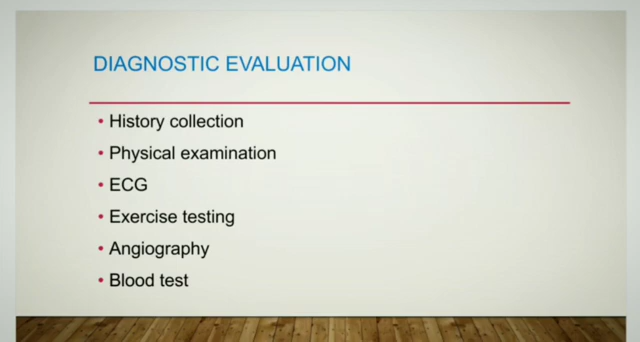 DIAGNOSTIC EVALUATION
• History collection
• Physical examination
• ECG
• Exercise testing
• Angiography
• Blood test